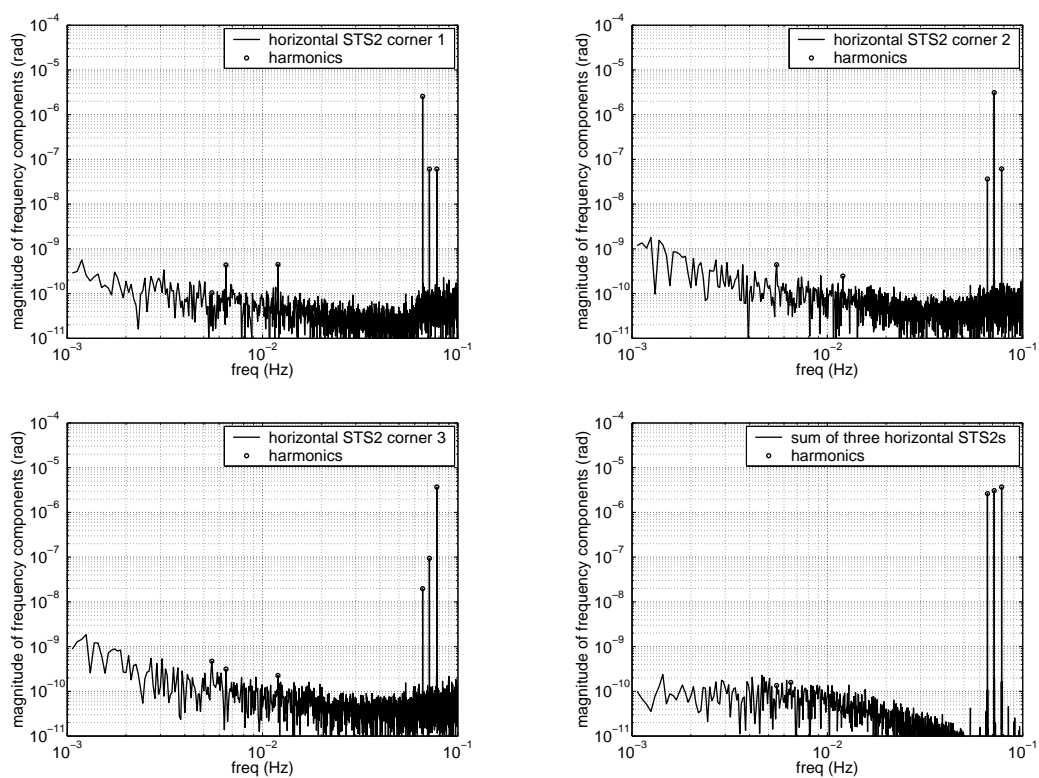 horizontal STS2 corner 1
harmonics
magnitude of frequency components (rad)
10⁻⁴
10⁻⁵
10⁻⁶
10⁻⁷
10⁻⁸
10⁻⁹
10⁻¹⁰
10⁻¹¹
10⁻³
10⁻²
10⁻¹
freq (Hz)
horizontal STS2 corner 2
harmonics
magnitude of frequency components (rad)
10⁻⁴
10⁻⁵
10⁻⁶
10⁻⁷
10⁻⁸
10⁻⁹
10⁻¹⁰
10⁻¹¹
10⁻³
10⁻²
10⁻¹
freq (Hz)
horizontal STS2 corner 3
harmonics
magnitude of frequency components (rad)
10⁻⁴
10⁻⁵
10⁻⁶
10⁻⁷
10⁻⁸
10⁻⁹
10⁻¹⁰
10⁻¹¹
10⁻³
10⁻²
10⁻¹
freq (Hz)
sum of three horizontal STS2s
harmonics
magnitude of frequency components (rad)
10⁻⁴
10⁻⁵
10⁻⁶
10⁻⁷
10⁻⁸
10⁻⁹
10⁻¹⁰
10⁻¹¹
10⁻³
10⁻²
10⁻¹
freq (Hz)